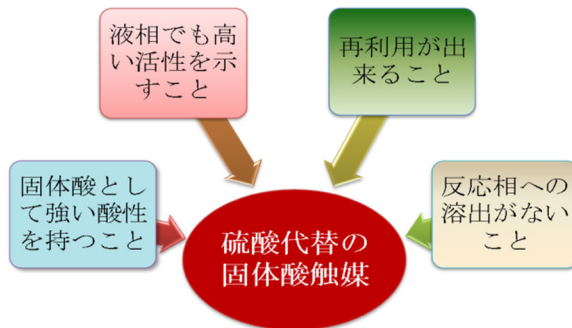 液相でも高
い活性を示
すこと
再利用が出
来ること
固体酸とし
て強い酸性
を持つこと
反応相への
溶出がない
こと
硫酸代替の
固体酸触媒